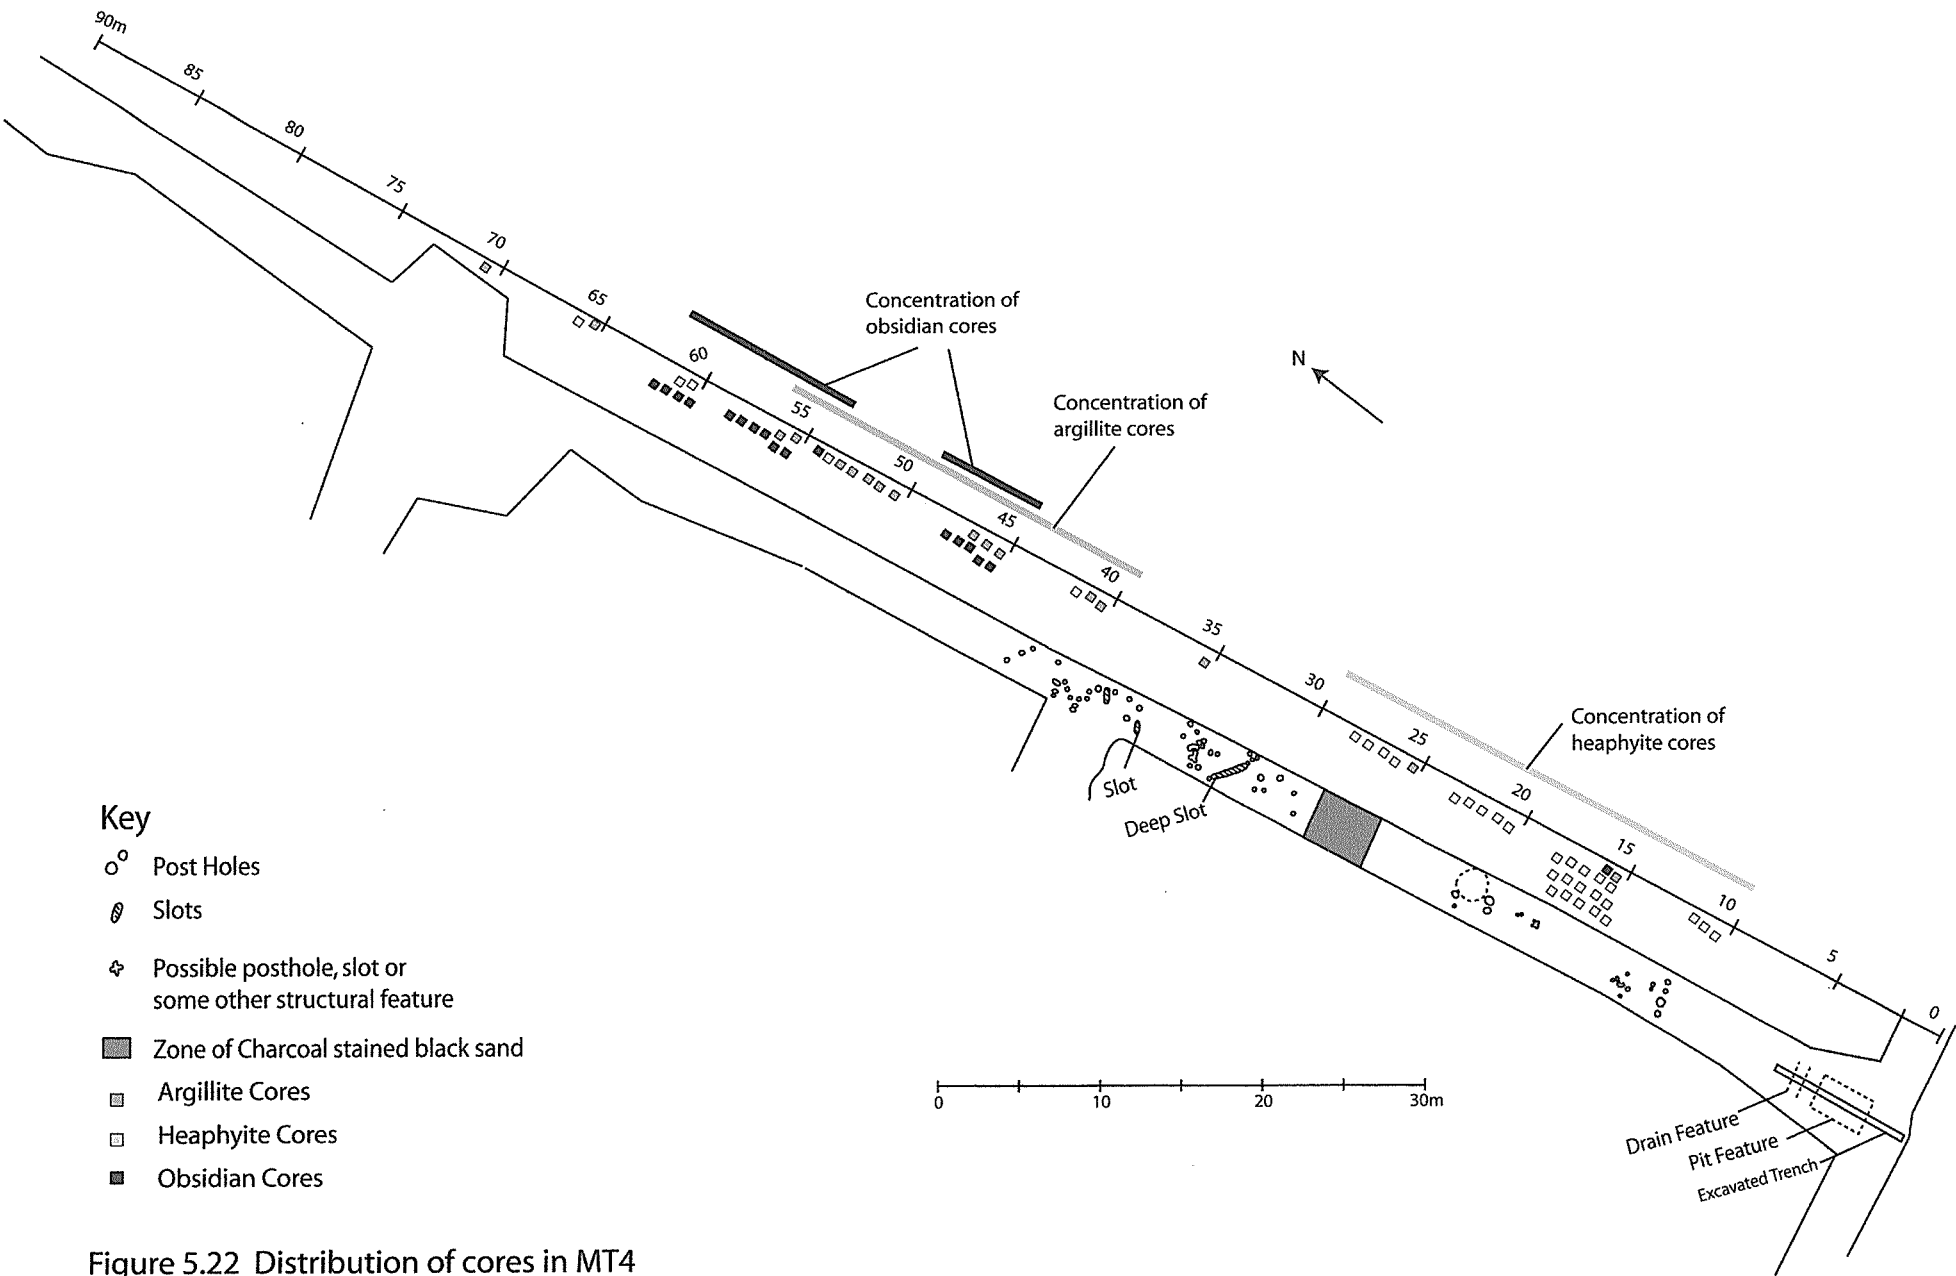 90m
85
80
75
70
65
60
55
50
45
40
35
30
25
20
15
10
5
0
Concentration of
obsidian cores
Concentration of
argillite cores
N
Concentration of
heaphyite cores
Slot
Deep Slot
Key
Post Holes
Slots
Possible posthole, slot or
some other structural feature
Zone of Charcoal stained black sand
Argillite Cores
Heaphyite Cores
Obsidian Cores
0 10 20 30m
Drain Feature
Pit Feature
Excavated Trench
Figure 5.22 Distribution of cores in MT4